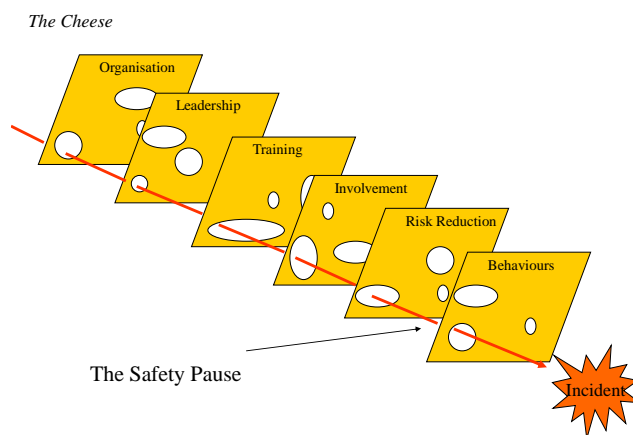 The Cheese
Organisation
Leadership
Training
Involvement
Risk Reduction
Behaviours
The Safety Pause
Incident